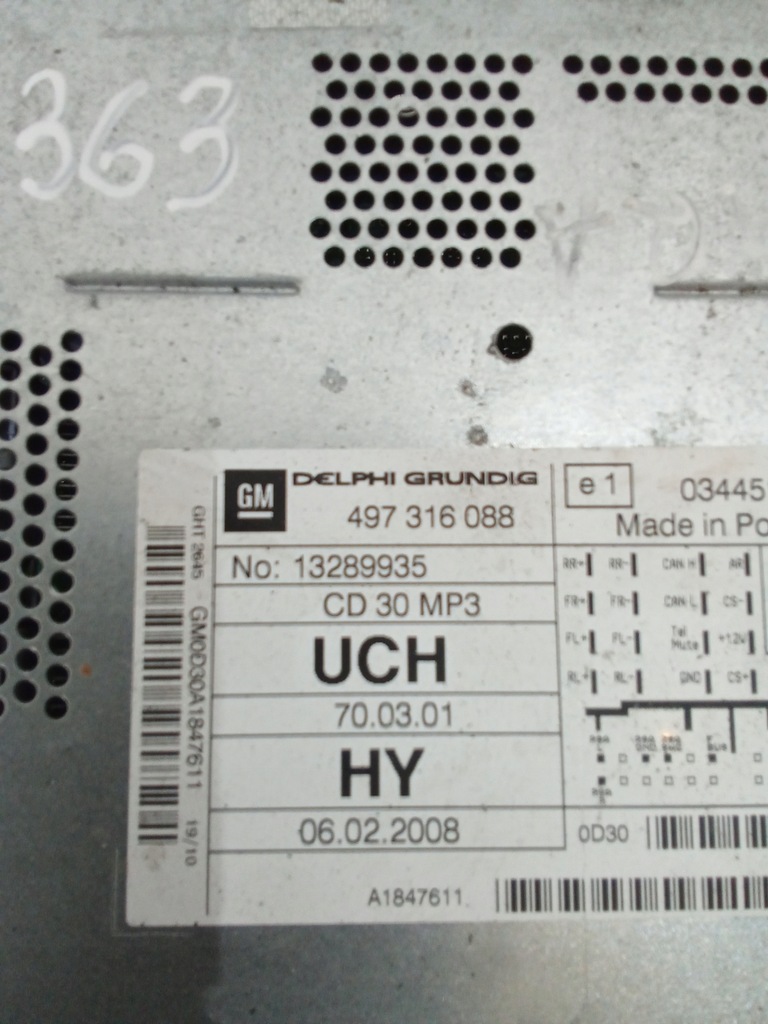 363
GM
DELPHI GRUNDIG
e1
03445
497 316 088
Made in Po
No: 13289935
CD 30 MP3
UCH
70.03.01
HY
06.02.2008
A1847611
RR+ RR- CAN H AR
FR+ FR- CAN L CS-
FL+ FL- Tel Mute +12V
RL+ RL- GND CS+
0D30
GHT 2645 GM0D30A1847611 19/10